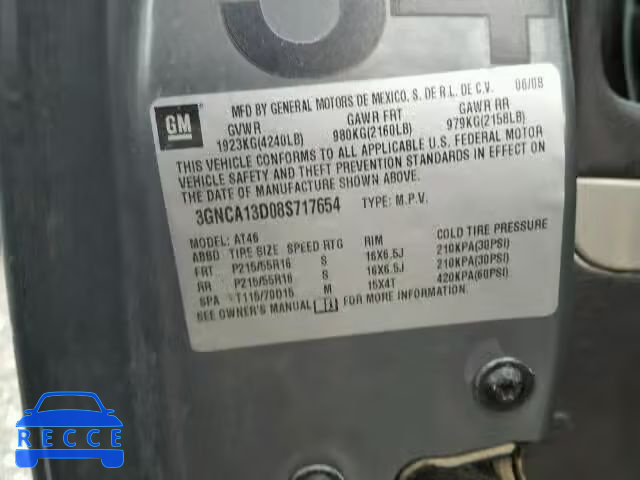 GM
MFD BY GENERAL MOTORS DE MEXICO, S. DE R.L. DE C.V. 06/08
GVWR GAWR FRT GAWR RR
1923KG(4240LB) 980KG(2160LB) 979KG(2158LB)
THIS VEHICLE CONFORMS TO ALL APPLICABLE U.S. FEDERAL MOTOR
VEHICLE SAFETY AND THEFT PREVENTION STANDARDS IN EFFECT ON
THE DATE OF MANUFACTURE SHOWN ABOVE.
3GNCA13D08S717654 TYPE: M.P.V.
MODEL: AT46
TIRE SIZE SPEED RTG RIM COLD TIRE PRESSURE
FRT P215/55R16 S 16X6.5J 210KPA(30PSI)
RR P215/55R16 S 16X6.5J 210KPA(30PSI)
SPA T115/70D15 M 15X4T 420KPA(60PSI)
SEE OWNER'S MANUAL FOR MORE INFORMATION.
RECCE